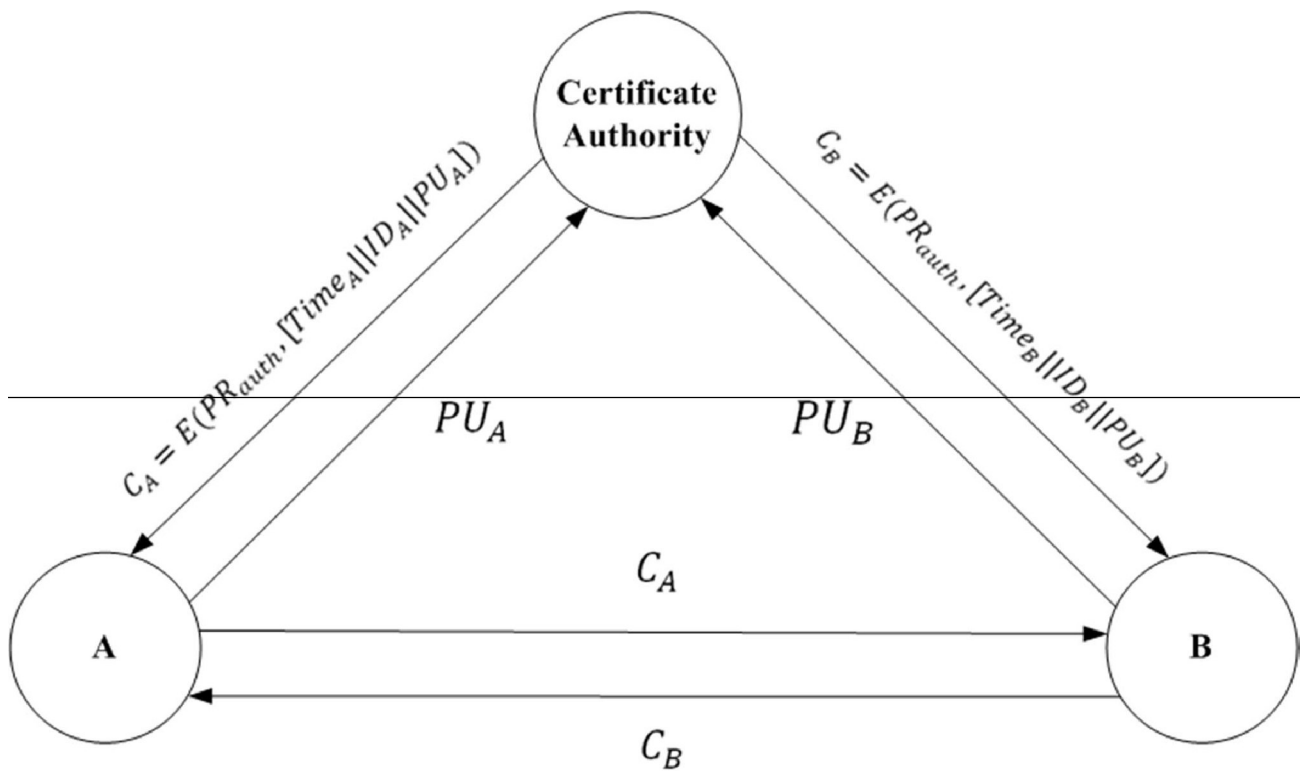 Certificate
Authority
C_A = E(PR_auth, [Time_A||ID_A||PU_A])
C_B = E(PR_auth, [Time_B||ID_B||PU_B])
PU_A
PU_B
C_A
A
B
C_B